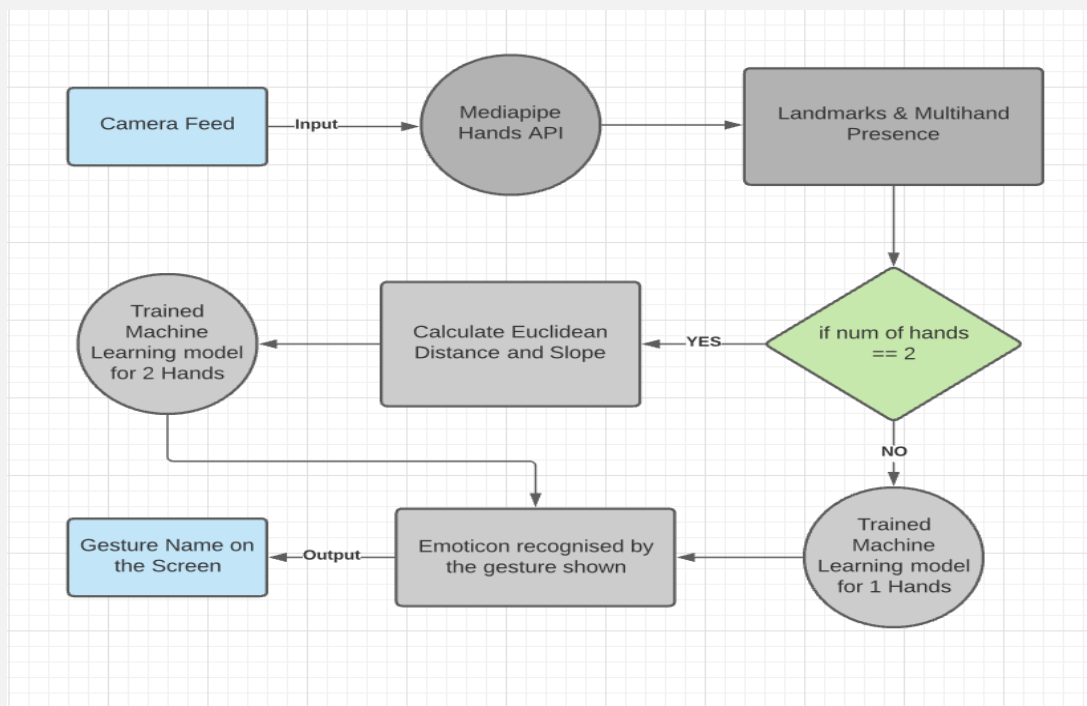 Camera Feed
Input
Mediapipe
Hands API
Landmarks & Multihand
Presence
if num of hands
== 2
YES
Calculate Euclidean
Distance and Slope
Trained
Machine
Learning model
for 2 Hands
NO
Trained
Machine
Learning model
for 1 Hands
Emoticon recognised by
the gesture shown
Output
Gesture Name on
the Screen